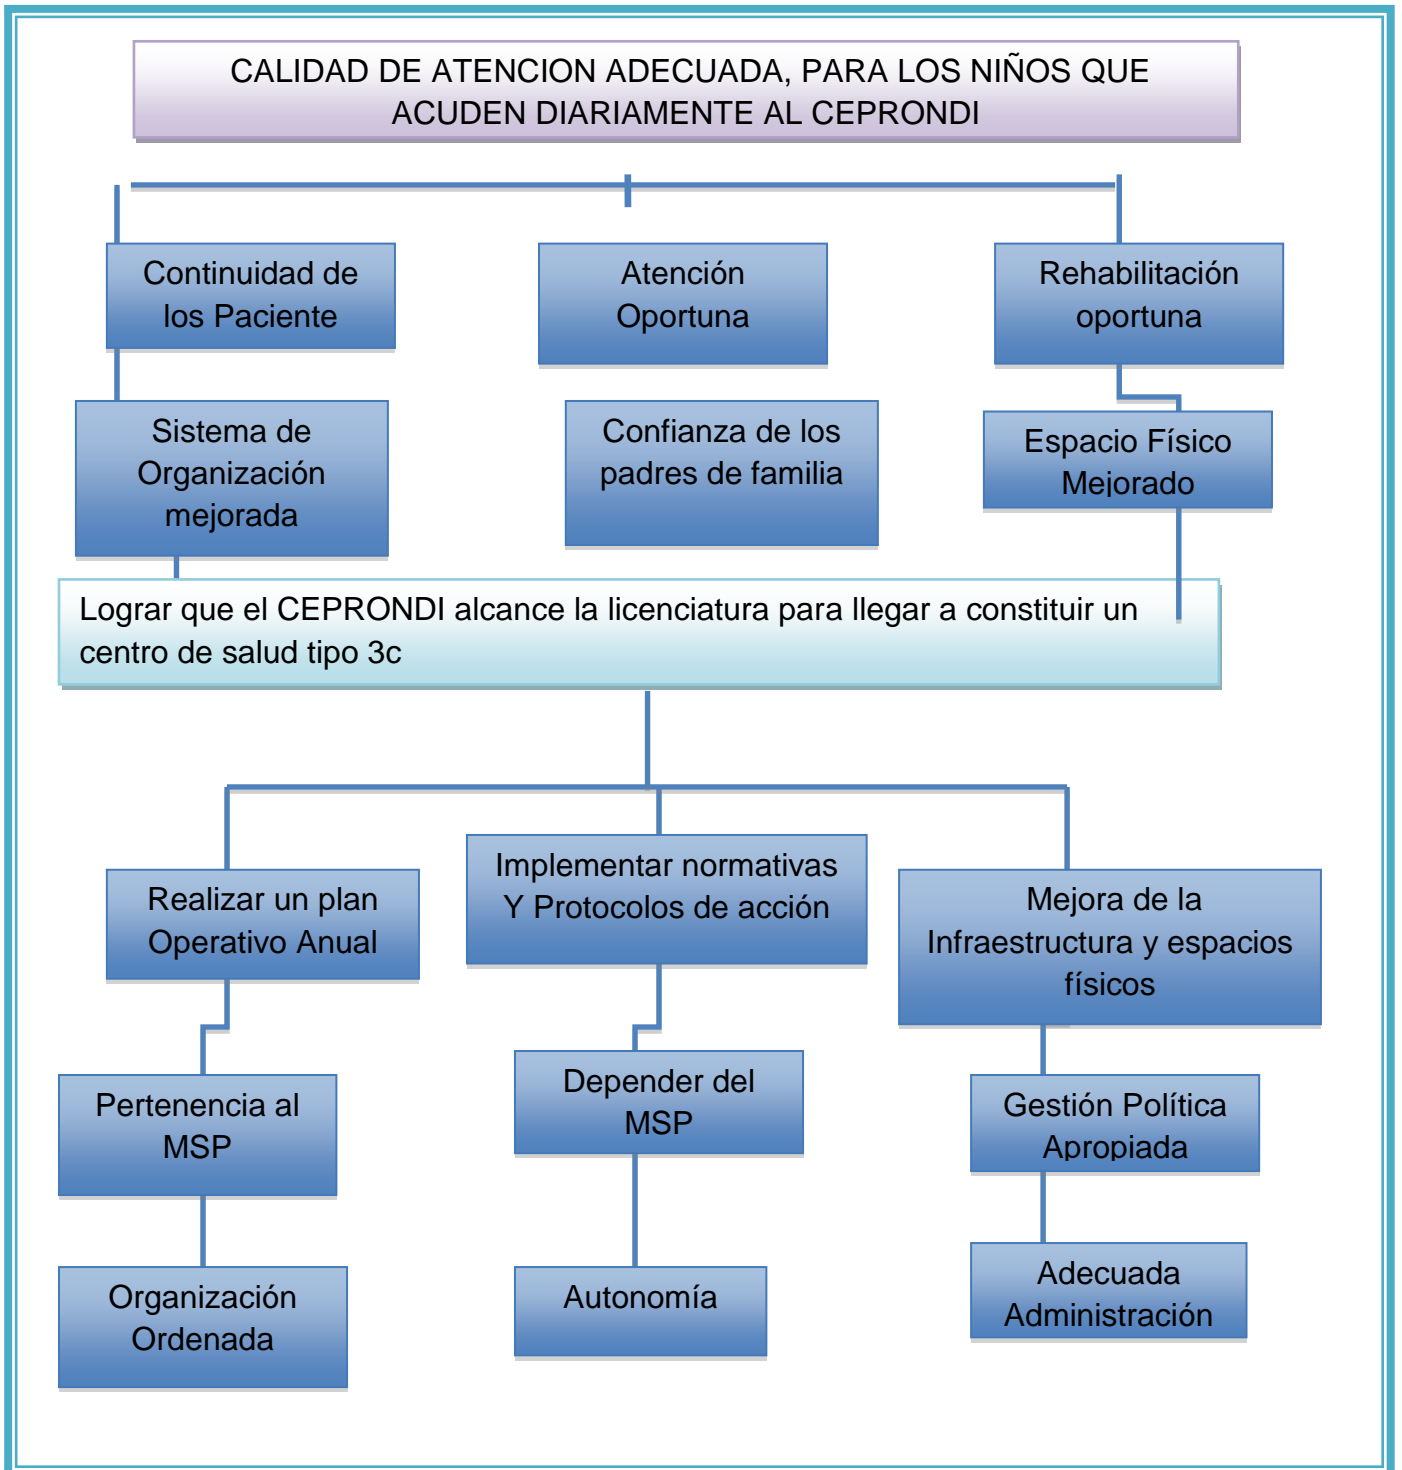 CALIDAD DE ATENCION ADECUADA, PARA LOS NIÑOS QUE
ACUDEN DIARIAMENTE AL CEPRONDI
Continuidad de
los Paciente
Atención
Oportuna
Rehabilitación
oportuna
Sistema de
Organización
mejorada
Confianza de los
padres de familia
Espacio Físico
Mejorado
Lograr que el CEPRONDI alcance la licenciatura para llegar a constituir un
centro de salud tipo 3c
Realizar un plan
Operativo Anual
Implementar normativas
Y Protocolos de acción
Mejora de la
Infraestructura y espacios
físicos
Pertenencia al
MSP
Depender del
MSP
Gestión Política
Apropiada
Organización
Ordenada
Autonomía
Adecuada
Administración